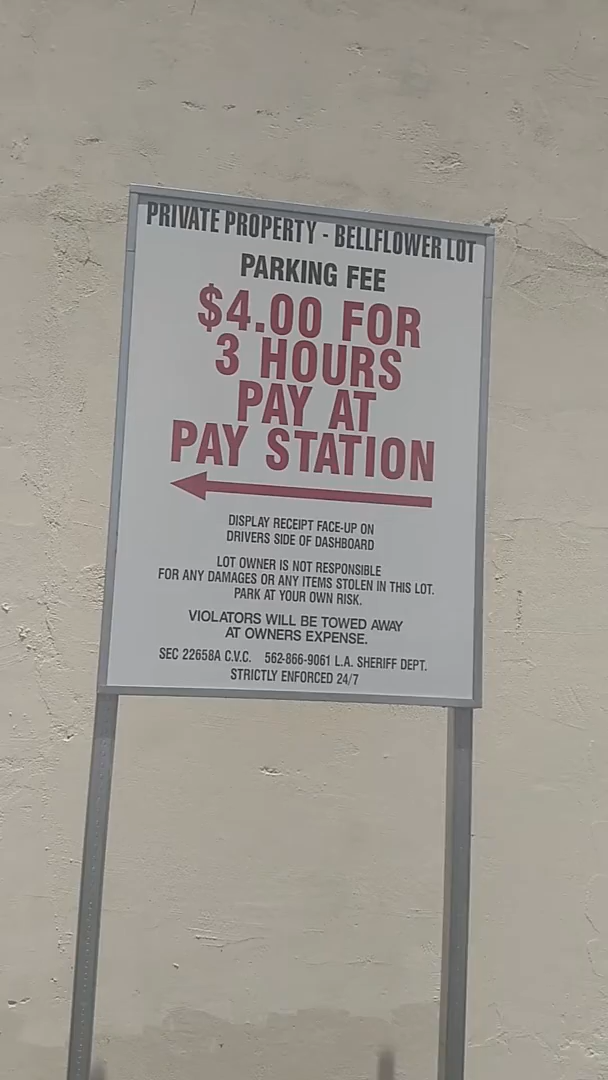 PRIVATE PROPERTY - BELLFLOWER LOT
PARKING FEE
$4.00 FOR
3 HOURS
PAY AT
PAY STATION
DISPLAY RECEIPT FACE-UP ON
DRIVERS SIDE OF DASHBOARD
LOT OWNER IS NOT RESPONSIBLE
FOR ANY DAMAGES OR ANY ITEMS STOLEN IN THIS LOT.
PARK AT YOUR OWN RISK.
VIOLATORS WILL BE TOWED AWAY
AT OWNERS EXPENSE.
SEC 22658A C.V.C. 562-866-9061 L.A. SHERIFF DEPT.
STRICTLY ENFORCED 24/7